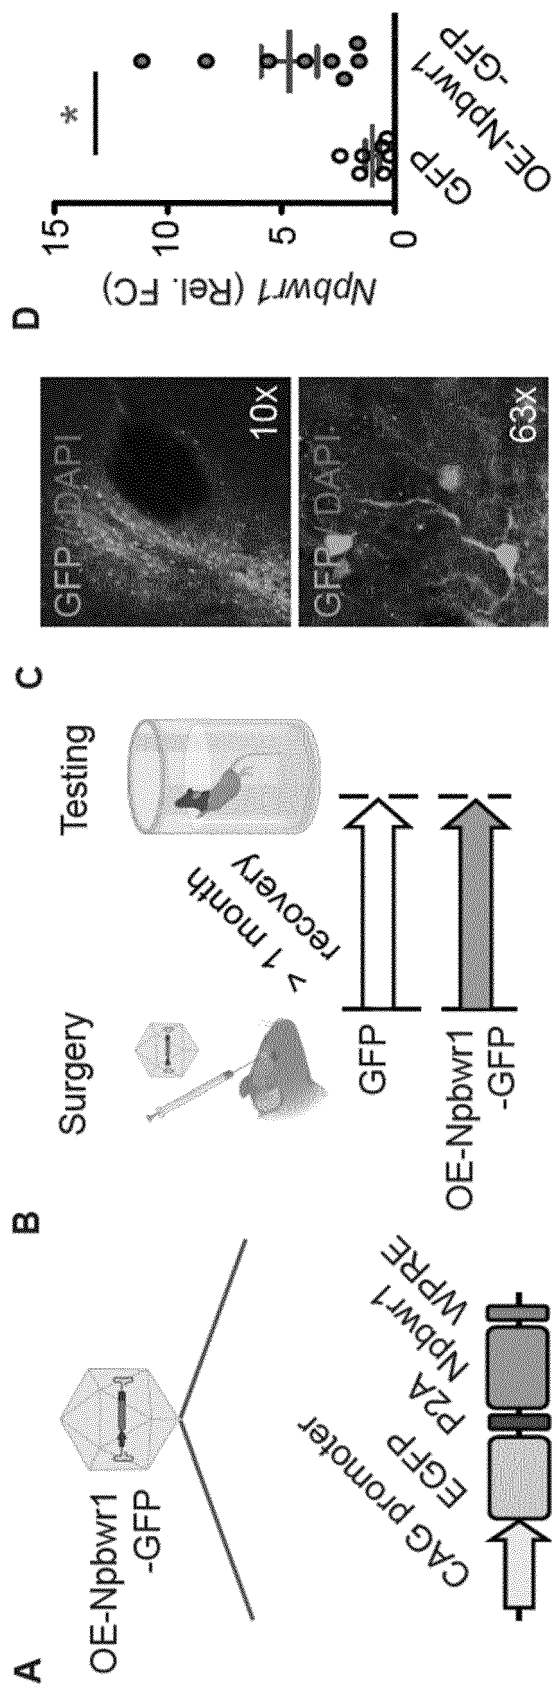 A
OE-Npbwr1
-GFP
CAG promoter
EGFP
P2A
Npbwr1
WPRE
B
Surgery
Testing
> 1 month
recovery
GFP
OE-Npbwr1
-GFP
C
GFP / DAPI
10x
GFP / DAPI
63x
D
Npbwr1 (Rel. FC)
15
10
5
0
*
GFP
OE-Npbwr1
-GFP